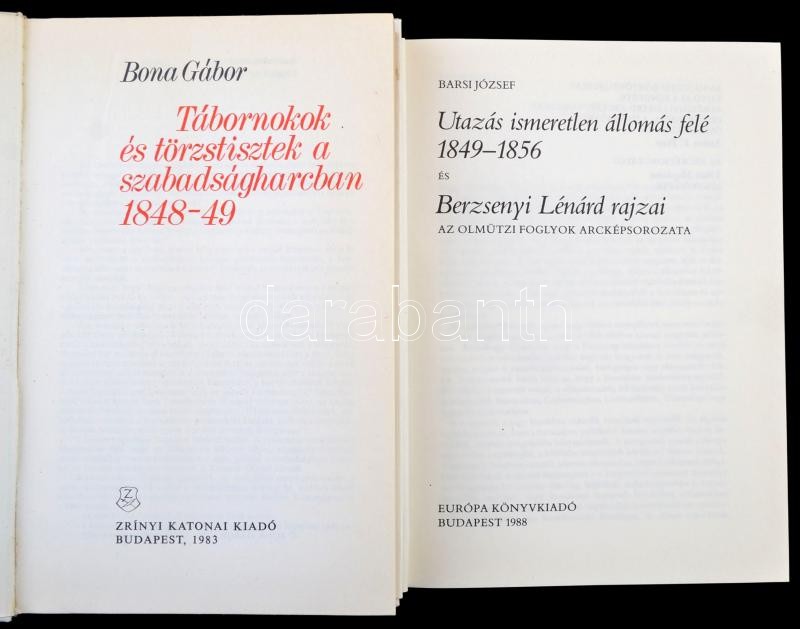 Bona Gábor
Tábornokok
és törzstisztek a
szabadságharcban
1848-49
Z
ZRÍNYI KATONAI KIADÓ
BUDAPEST, 1983
BARSI JÓZSEF
Utazás ismeretlen állomás felé
1849–1856
ÉS
Berzsenyi Lénárd rajzai
AZ OLMÜTZI FOGLYOK ARCKÉPSOROZATA
EURÓPA KÖNYVKIADÓ
BUDAPEST 1988
darabanth